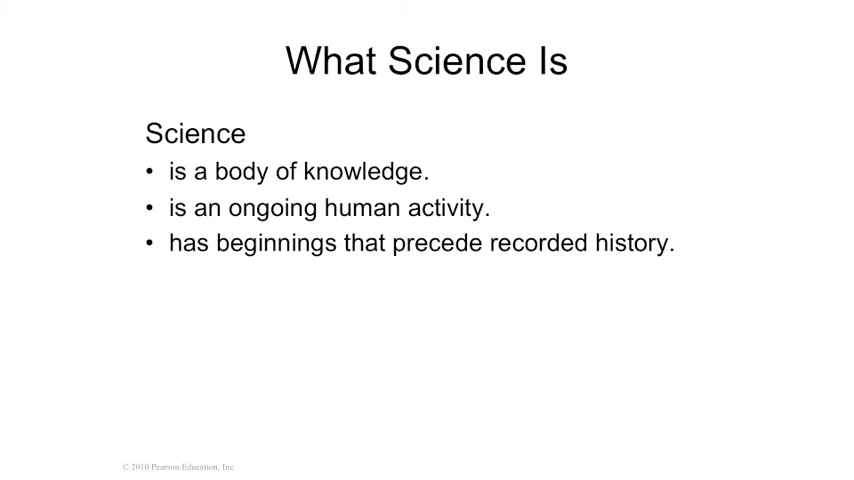 What Science Is
Science
• is a body of knowledge.
• is an ongoing human activity.
• has beginnings that precede recorded history.
© 2010 Pearson Education, Inc.